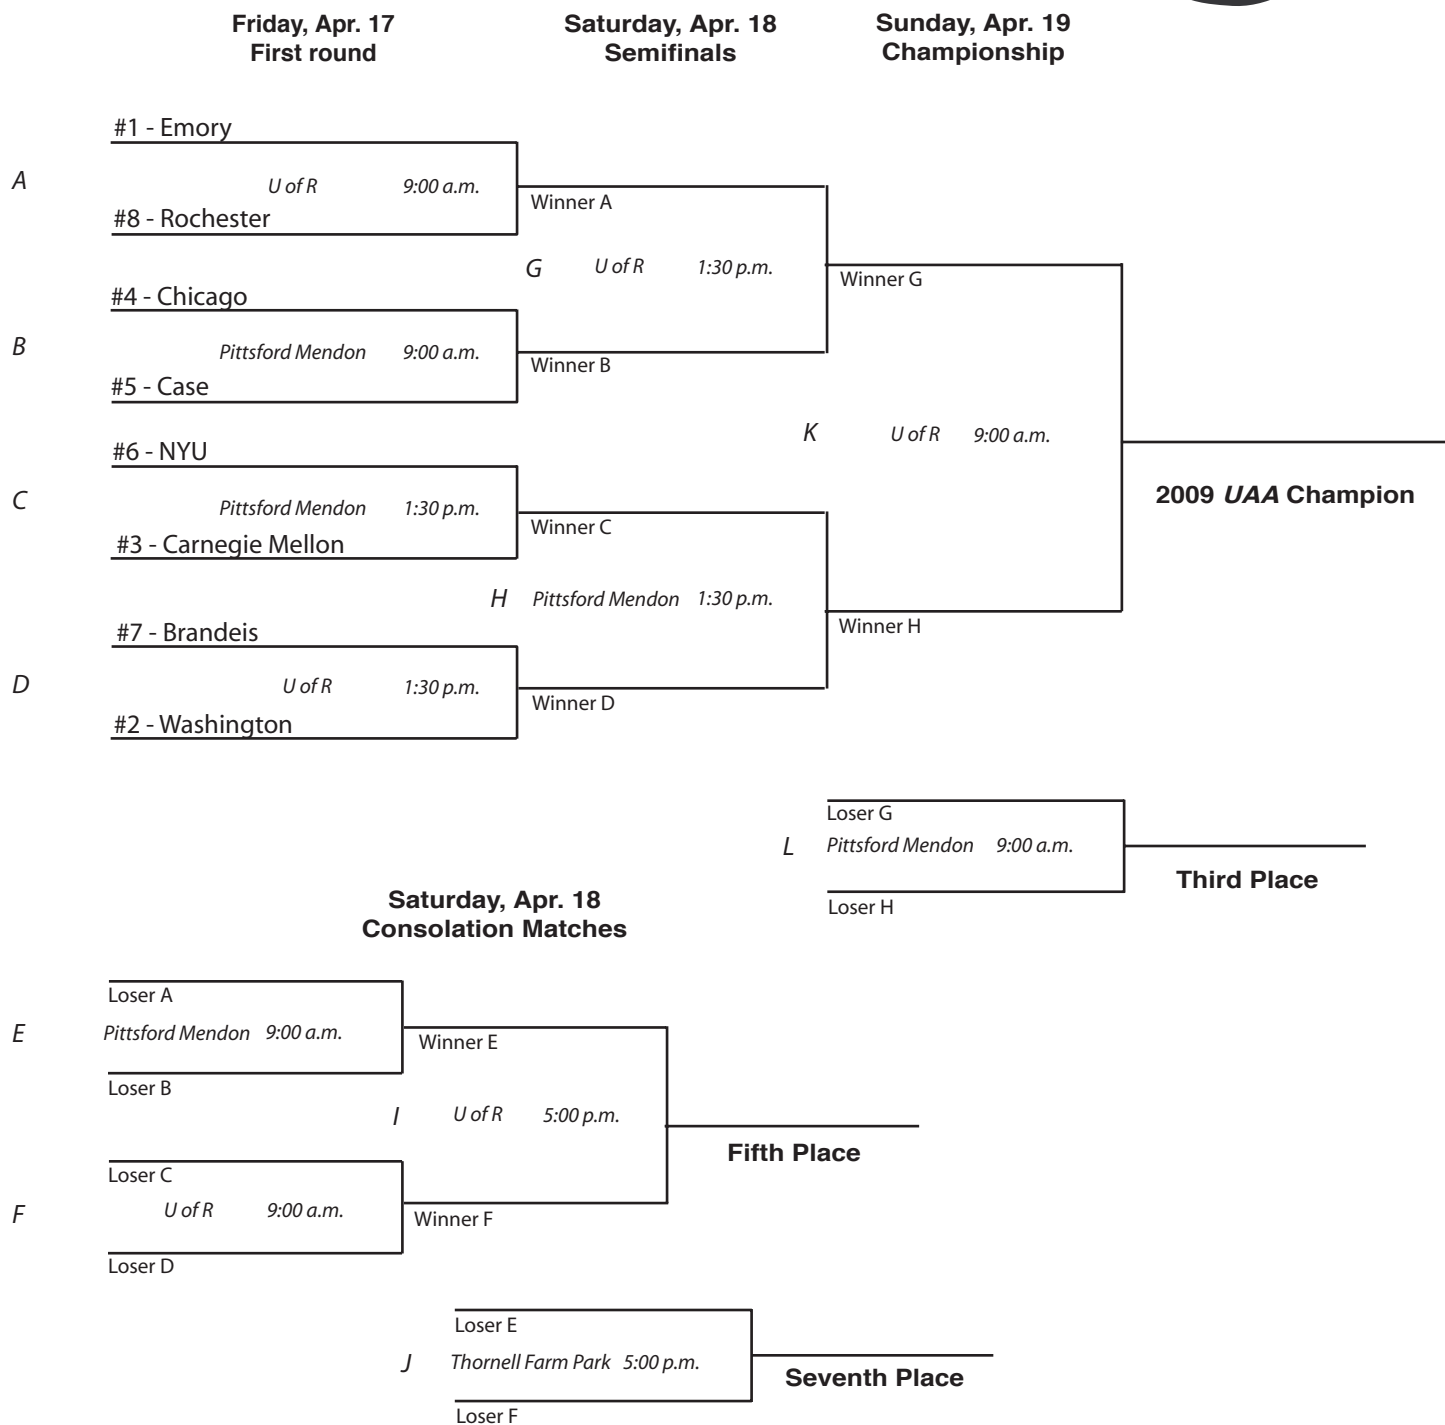 Friday, Apr. 17
First round
Saturday, Apr. 18
Semifinals
Sunday, Apr. 19
Championship
#1 - Emory
A
U of R 9:00 a.m.
Winner A
#8 - Rochester
G U of R 1:30 p.m.
Winner G
#4 - Chicago
B
Pittsford Mendon 9:00 a.m.
Winner B
#5 - Case
K U of R 9:00 a.m.
#6 - NYU
2009 UAA Champion
C
Pittsford Mendon 1:30 p.m.
Winner C
#3 - Carnegie Mellon
H Pittsford Mendon 1:30 p.m.
Winner H
#7 - Brandeis
D
U of R 1:30 p.m.
Winner D
#2 - Washington
Loser G
L Pittsford Mendon 9:00 a.m.
Third Place
Loser H
Saturday, Apr. 18
Consolation Matches
Loser A
E Pittsford Mendon 9:00 a.m.
Winner E
Loser B
I U of R 5:00 p.m.
Fifth Place
Loser C
F U of R 9:00 a.m.
Winner F
Loser D
Loser E
J Thornell Farm Park 5:00 p.m.
Seventh Place
Loser F